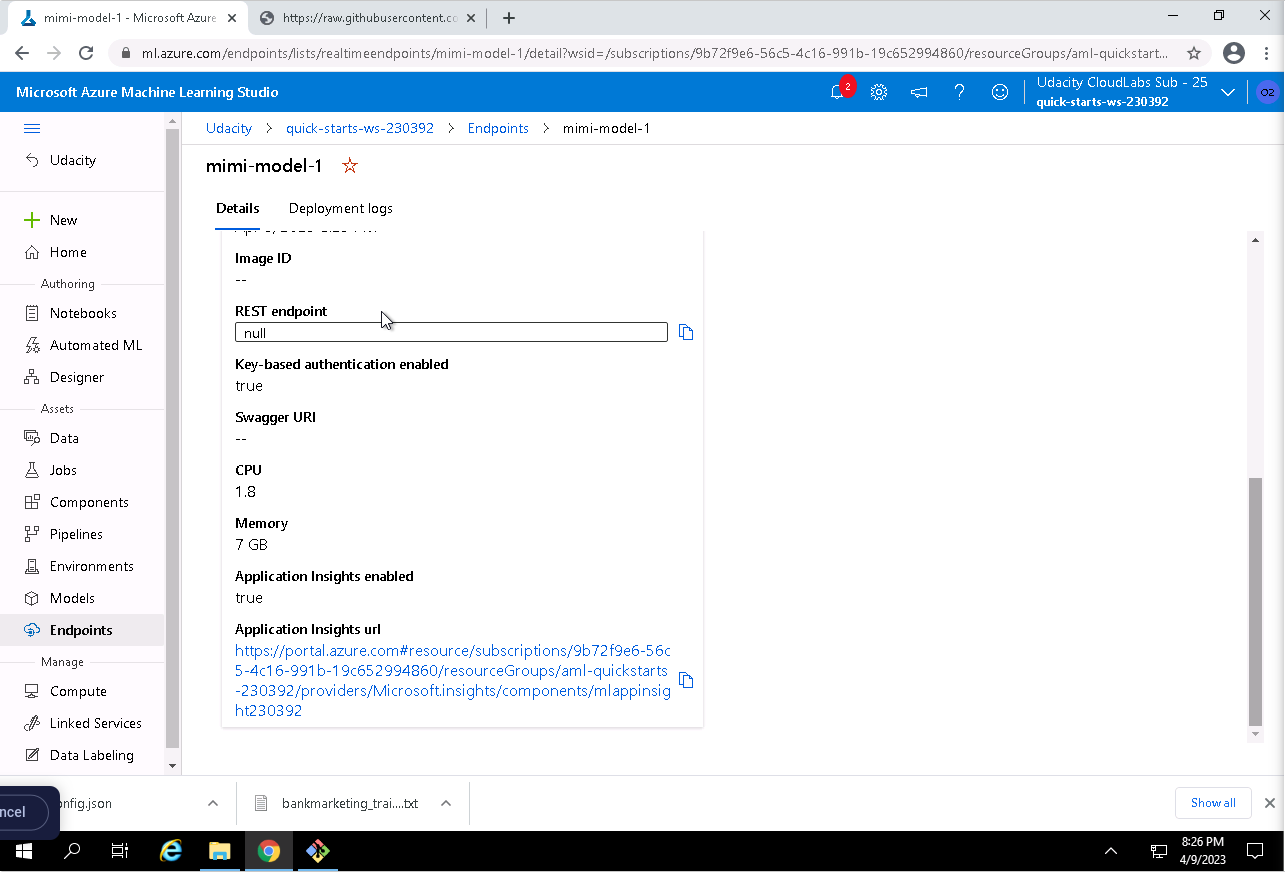 mimi-model-1 - Microsoft Azure
https://raw.githubusercontent.co
ml.azure.com/endpoints/lists/realtimeendpoints/mimi-model-1/detail?wsid=/subscriptions/9b72f9e6-56c5-4c16-991b-19c652994860/resourceGroups/aml-quickstart...
Microsoft Azure Machine Learning Studio
2
Udacity CloudLabs Sub - 25
quick-starts-ws-230392
O2
Udacity
New
Home
Authoring
Notebooks
Automated ML
Designer
Assets
Data
Jobs
Components
Pipelines
Environments
Models
Endpoints
Manage
Compute
Linked Services
Data Labeling
Udacity > quick-starts-ws-230392 > Endpoints > mimi-model-1
mimi-model-1
Details
Deployment logs
Image ID
--
REST endpoint
null
Key-based authentication enabled
true
Swagger URI
--
CPU
1.8
Memory
7 GB
Application Insights enabled
true
Application Insights url
https://portal.azure.com#resource/subscriptions/9b72f9e6-56c
5-4c16-991b-19c652994860/resourceGroups/aml-quickstarts
-230392/providers/Microsoft.insights/components/mlappinsig
ht230392
ncel
onfig.json
bankmarketing_trai....txt
Show all
8:26 PM
4/9/2023